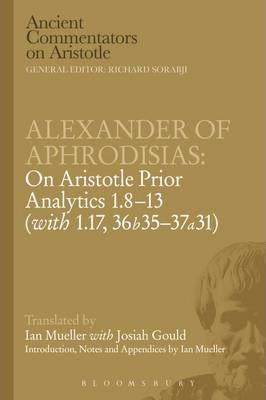 Ancient
Commentators
on Aristotle
GENERAL EDITOR: RICHARD SORABJI
ALEXANDER OF
APHRODISIAS:
On Aristotle Prior
Analytics 1.8–13
(with 1.17, 36b35–37a31)
Translated by
Ian Mueller with Josiah Gould
Introduction, Notes and Appendices by Ian Mueller
BLOOMSBURY